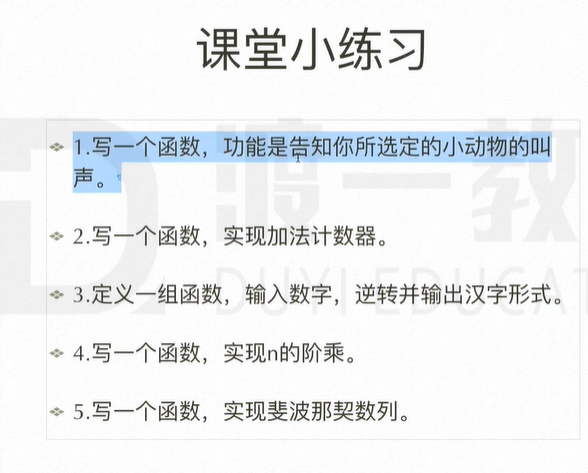 课堂小练习
1.写一个函数，功能是告知你所选定的小动物的叫
声。
2.写一个函数，实现加法计数器。
3.定义一组函数，输入数字，逆转并输出汉字形式。
4.写一个函数，实现n的阶乘。
5.写一个函数，实现斐波那契数列。
渡一教
DUYI EDUCAT